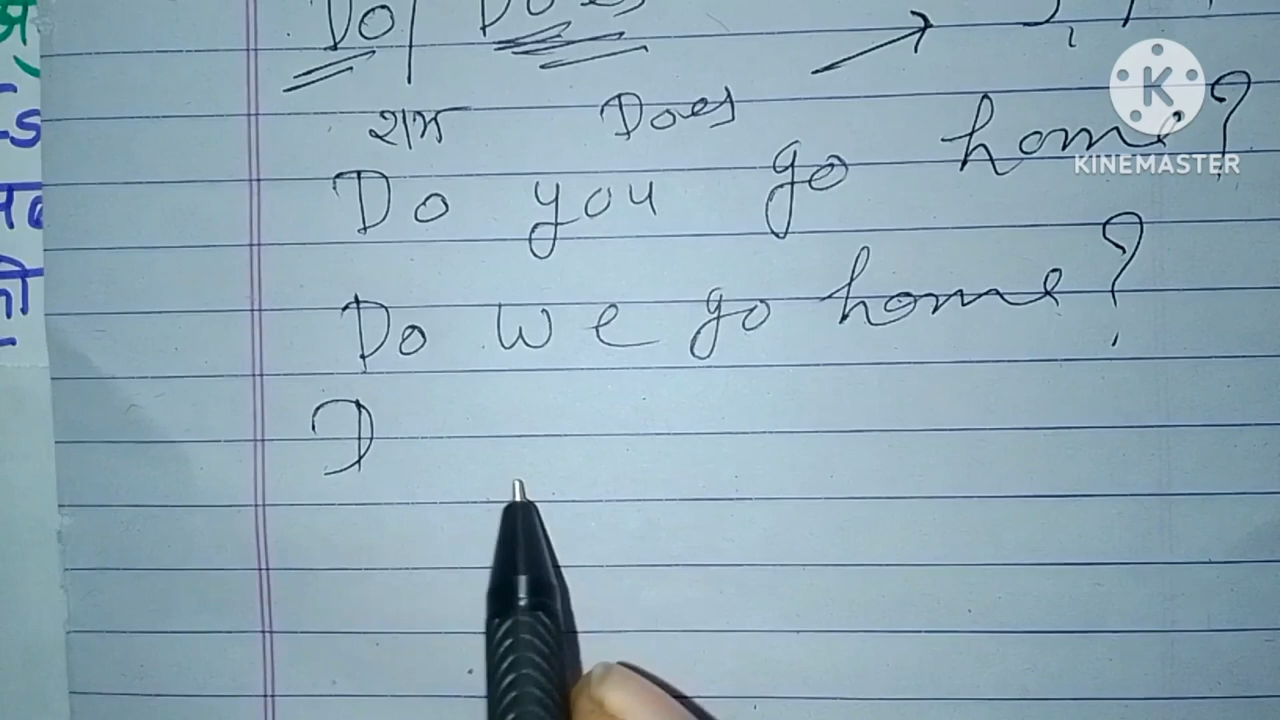 Do Does
राम Does
Do you go home?
Do we go home?
D
K
KINEMASTER